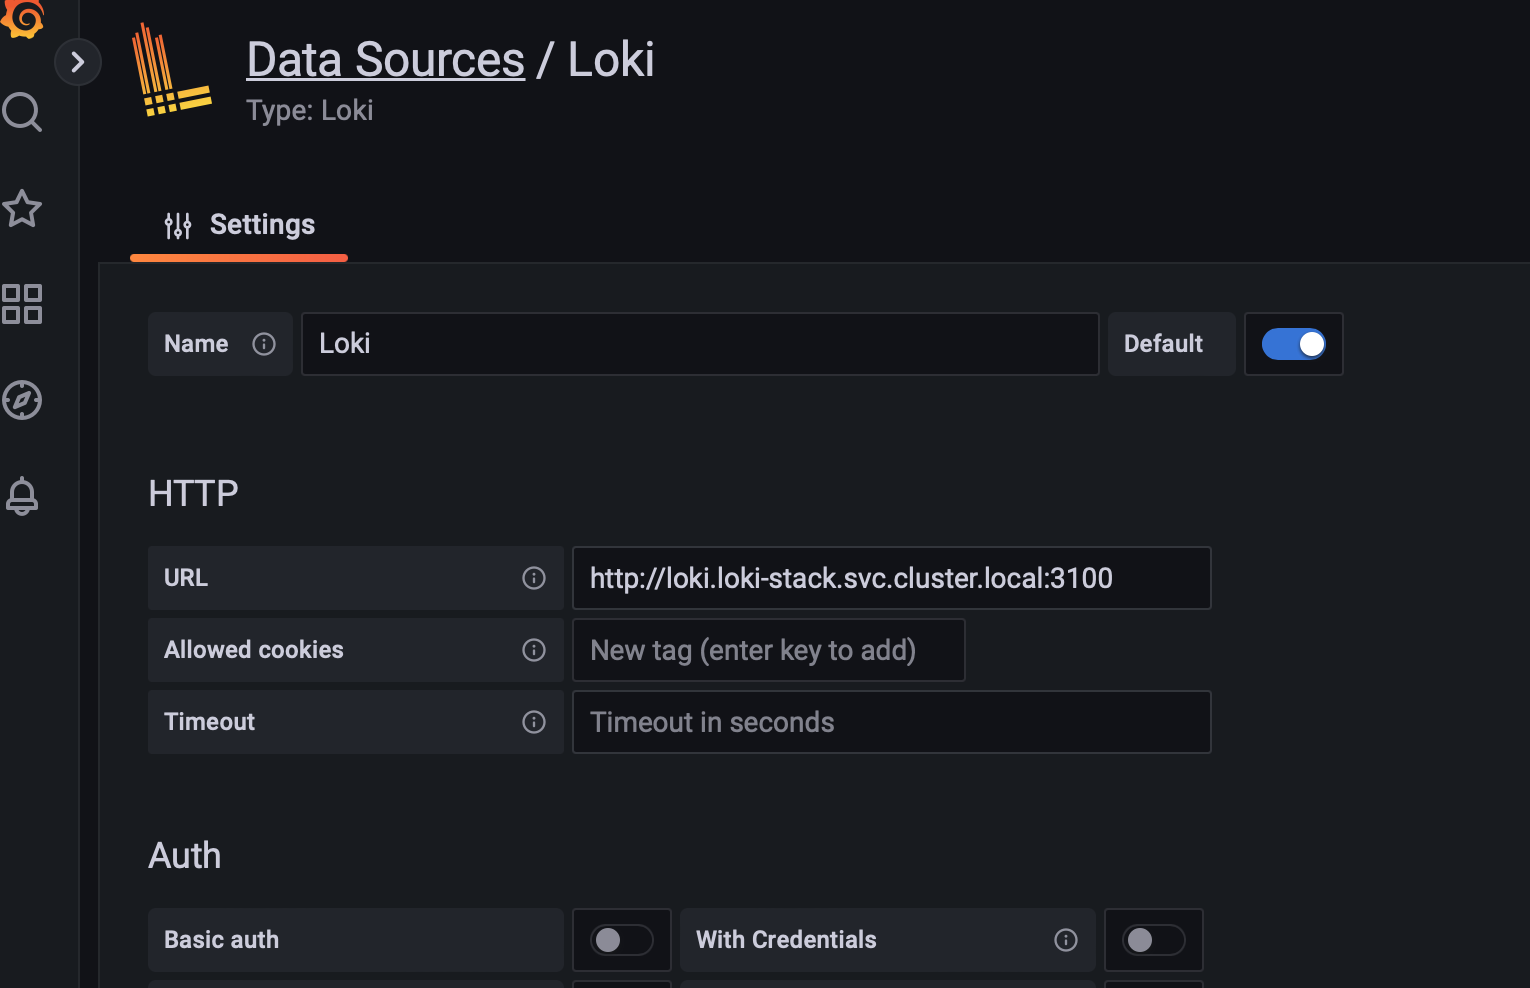 Data Sources / Loki
Type: Loki
Settings
Name Loki Default
HTTP
URL http://loki.loki-stack.svc.cluster.local:3100
Allowed cookies New tag (enter key to add)
Timeout Timeout in seconds
Auth
Basic auth With Credentials